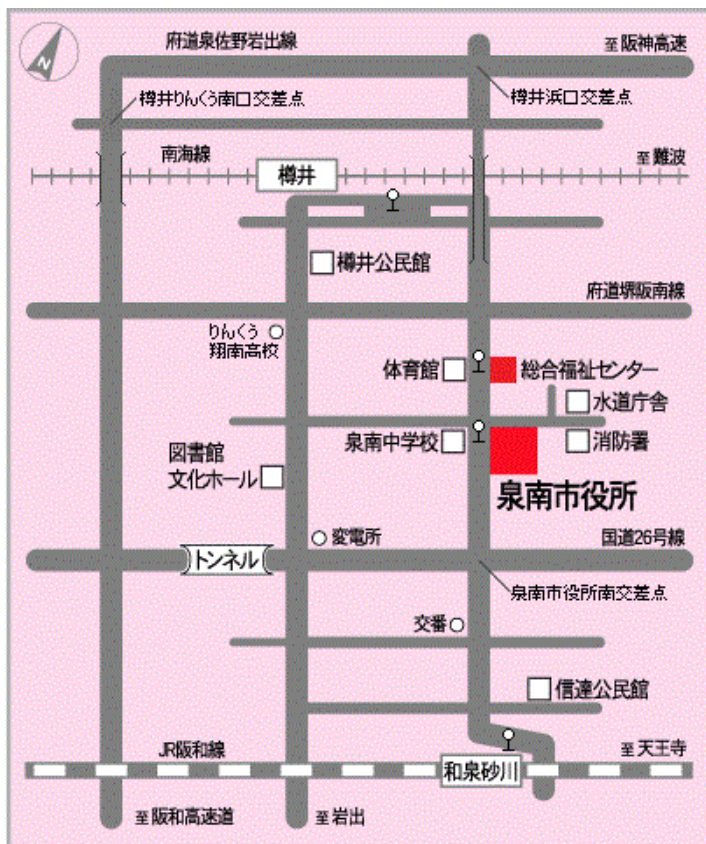 N
府道泉佐野岩出線
至阪神高速
樽井りんくう南口交差点
樽井浜口交差点
南海線
至難波
樽井
樽井公民館
府道堺阪南線
りんくう
翔南高校
体育館
総合福祉センター
水道庁舎
泉南中学校
消防署
図書館
文化ホール
泉南市役所
変電所
国道26号線
トンネル
泉南市役所南交差点
交番
信達公民館
JR阪和線
至天王寺
和泉砂川
至阪和高速道
至岩出